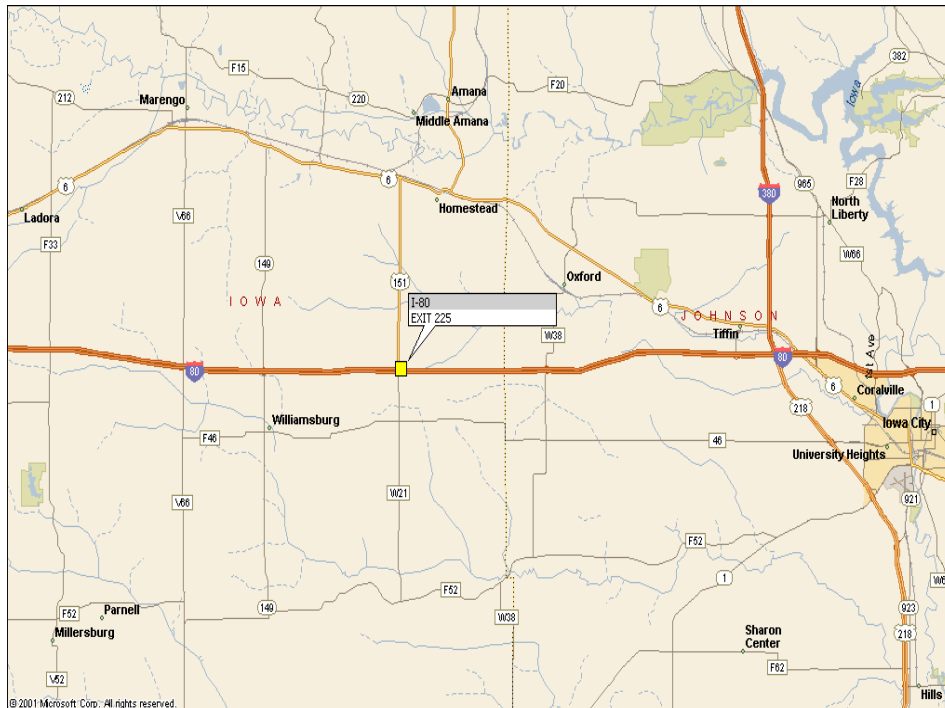 382
F15
Iowa
212
Marengo
220
Amana
F20
Middle Amana
6
6
965
F28
380
North
Liberty
Ladora
V66
Homestead
F33
149
W66
151
Oxford
I O W A
I-80
EXIT 225
6
J O H N S O N
Tiffin
W38
1st Ave
80
80
6
Coralville
218
1
Williamsburg
Iowa City
F46
46
University Heights
V66
W21
921
F52
1
W6
F52
149
923
F52
Parnell
W38
218
Millersburg
Sharon
Center
F62
V52
Hills
© 2001 Microsoft Corp. All rights reserved.